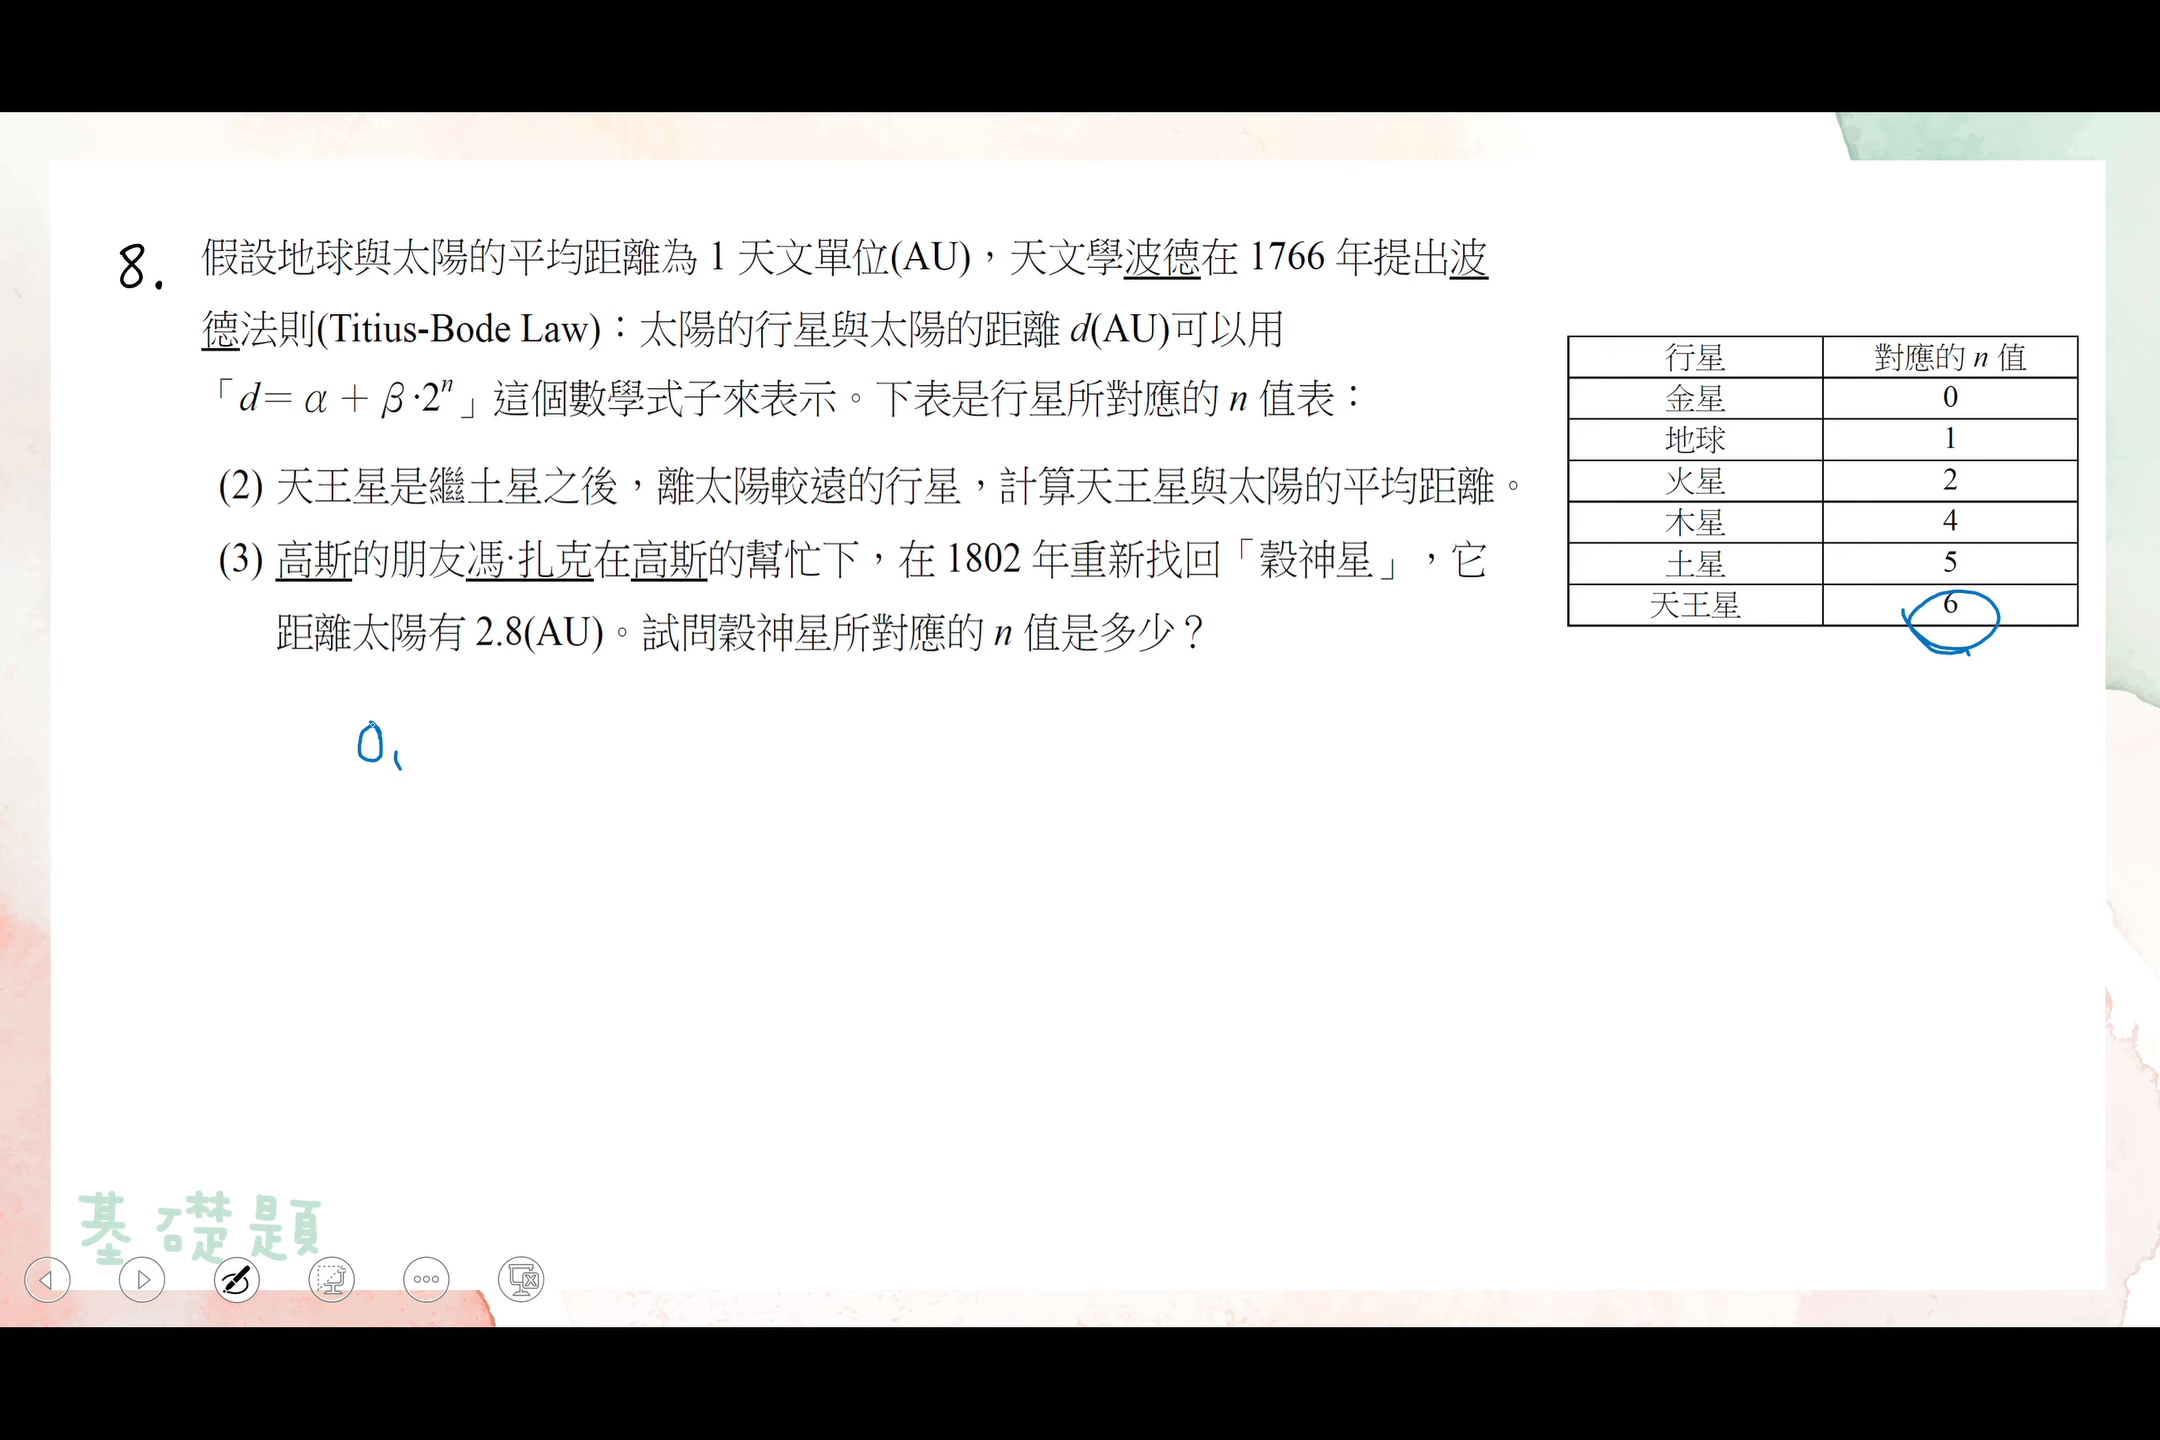 8. 假設地球與太陽的平均距離為 1 天文單位(AU)，天文學波德在 1766 年提出波
德法則(Titius-Bode Law)：太陽的行星與太陽的距離 d(AU)可以用
「d= α + β·2ⁿ」這個數學式子來表示。下表是行星所對應的 n 值表：
(2) 天王星是繼土星之後，離太陽較遠的行星，計算天王星與太陽的平均距離。
(3) 高斯的朋友馮·扎克在高斯的幫忙下，在 1802 年重新找回「穀神星」，它
距離太陽有 2.8(AU)。試問穀神星所對應的 n 值是多少？
行星 對應的 n 值
金星 0
地球 1
火星 2
木星 4
土星 5
天王星 6
0
基礎題